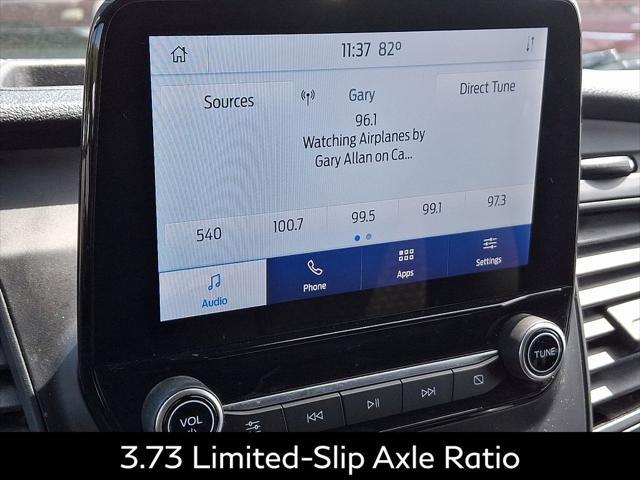 11:37 82º
Sources
Gary
Direct Tune
96.1
Watching Airplanes by
Gary Allan on Ca...
540
100.7
99.5
99.1
97.3
Audio
Phone
Apps
Settings
VOL
TUNE
3.73 Limited-Slip Axle Ratio